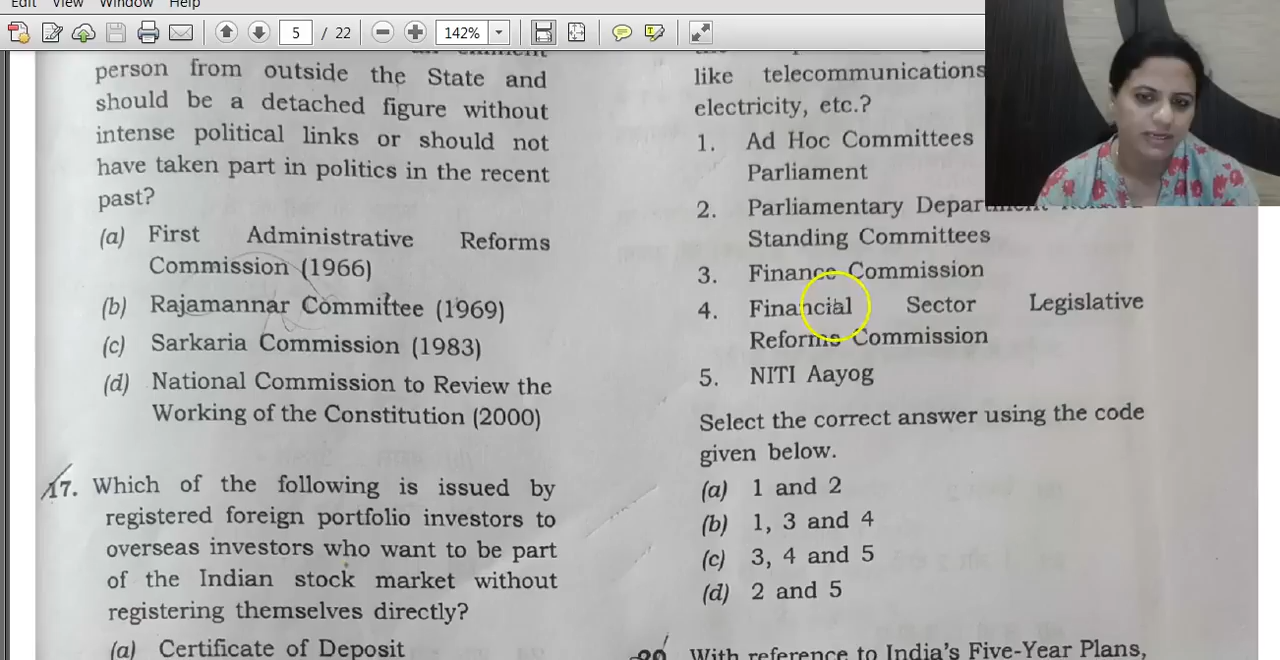 Edit View Window Help
5 / 22 142%
person from outside the State and
should be a detached figure without
intense political links or should not
have taken part in politics in the recent
past?
(a) First Administrative Reforms
Commission (1966)
(b) Rajamannar Committee (1969)
(c) Sarkaria Commission (1983)
(d) National Commission to Review the
Working of the Constitution (2000)
17. Which of the following is issued by
registered foreign portfolio investors to
overseas investors who want to be part
of the Indian stock market without
registering themselves directly?
(a) Certificate of Deposit
like telecommunications
electricity, etc.?
1. Ad Hoc Committees
Parliament
2. Parliamentary
Standing Committees
3. Finance Commission
4. Financial Sector Legislative
Reforms Commission
5. NITI Aayog
Select the correct answer using the code
given below.
(a) 1 and 2
(b) 1, 3 and 4
(c) 3, 4 and 5
(d) 2 and 5
With reference to India's Five-Year Plans,